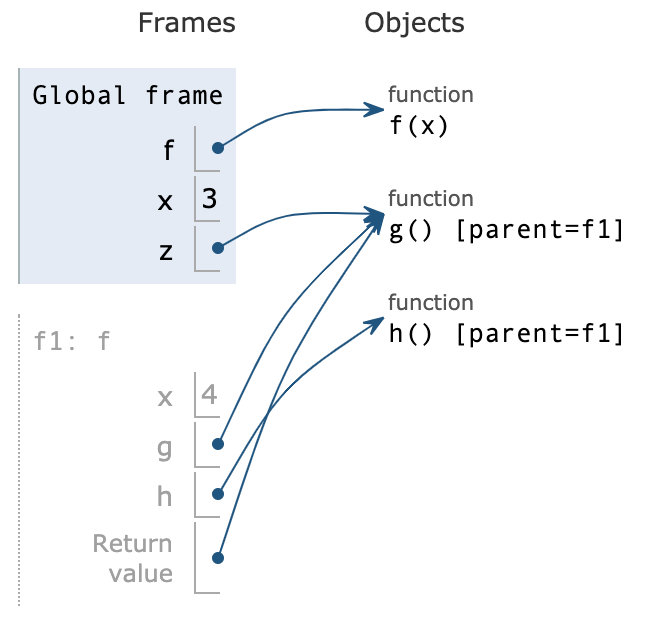 Frames Objects
Global frame
f
x 3
z
function
f(x)
function
g() [parent=f1]
function
h() [parent=f1]
f1: f
x 4
g
h
Return
value